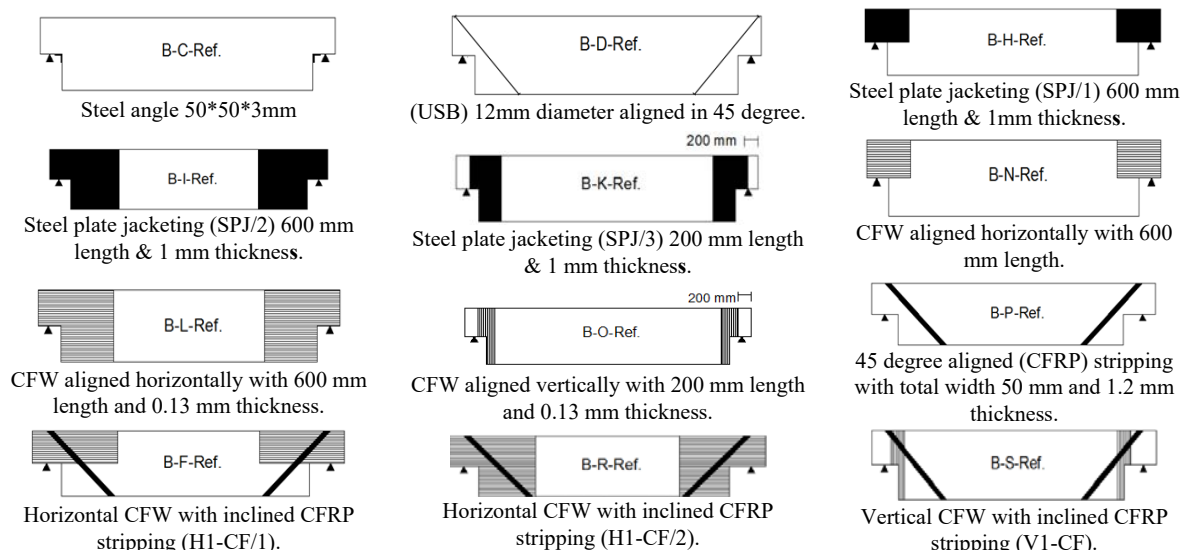 B-C-Ref.
Steel angle 50*50*3mm
B-D-Ref.
(USB) 12mm diameter aligned in 45 degree.
B-H-Ref.
Steel plate jacketing (SPJ/1) 600 mm
length & 1mm thickness.
B-I-Ref.
Steel plate jacketing (SPJ/2) 600 mm
length & 1 mm thickness.
200 mm
B-K-Ref.
Steel plate jacketing (SPJ/3) 200 mm length
& 1 mm thickness.
B-N-Ref.
CFW aligned horizontally with 600
mm length.
B-L-Ref.
CFW aligned horizontally with 600 mm
length and 0.13 mm thickness.
200 mm
B-O-Ref.
CFW aligned vertically with 200 mm length
and 0.13 mm thickness.
B-P-Ref.
45 degree aligned (CFRP) stripping
with total width 50 mm and 1.2 mm
thickness.
B-F-Ref.
Horizontal CFW with inclined CFRP
stripping (H1-CF/1).
B-R-Ref.
Horizontal CFW with inclined CFRP
stripping (H1-CF/2).
B-S-Ref.
Vertical CFW with inclined CFRP
stripping (V1-CF).